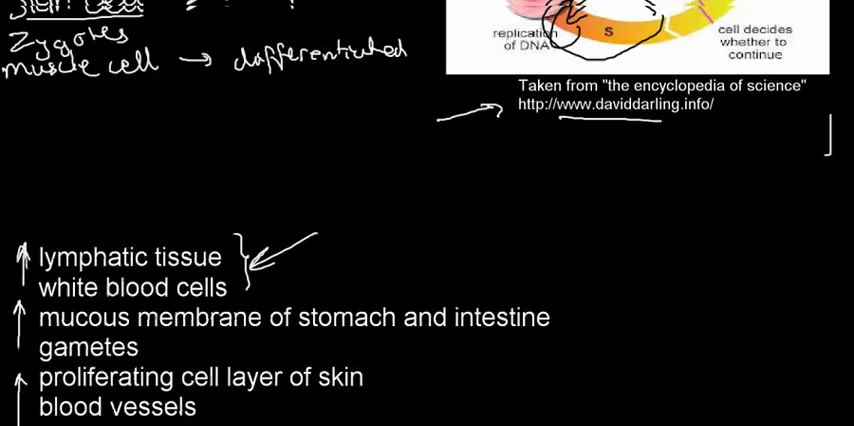 Zygotes
muscle cell → dafferentiated
replication
of DNA
S
cell decides
whether to
continue
Taken from "the encyclopedia of science"
http://www.daviddarling.info/
lymphatic tissue
white blood cells
mucous membrane of stomach and intestine
gametes
proliferating cell layer of skin
blood vessels